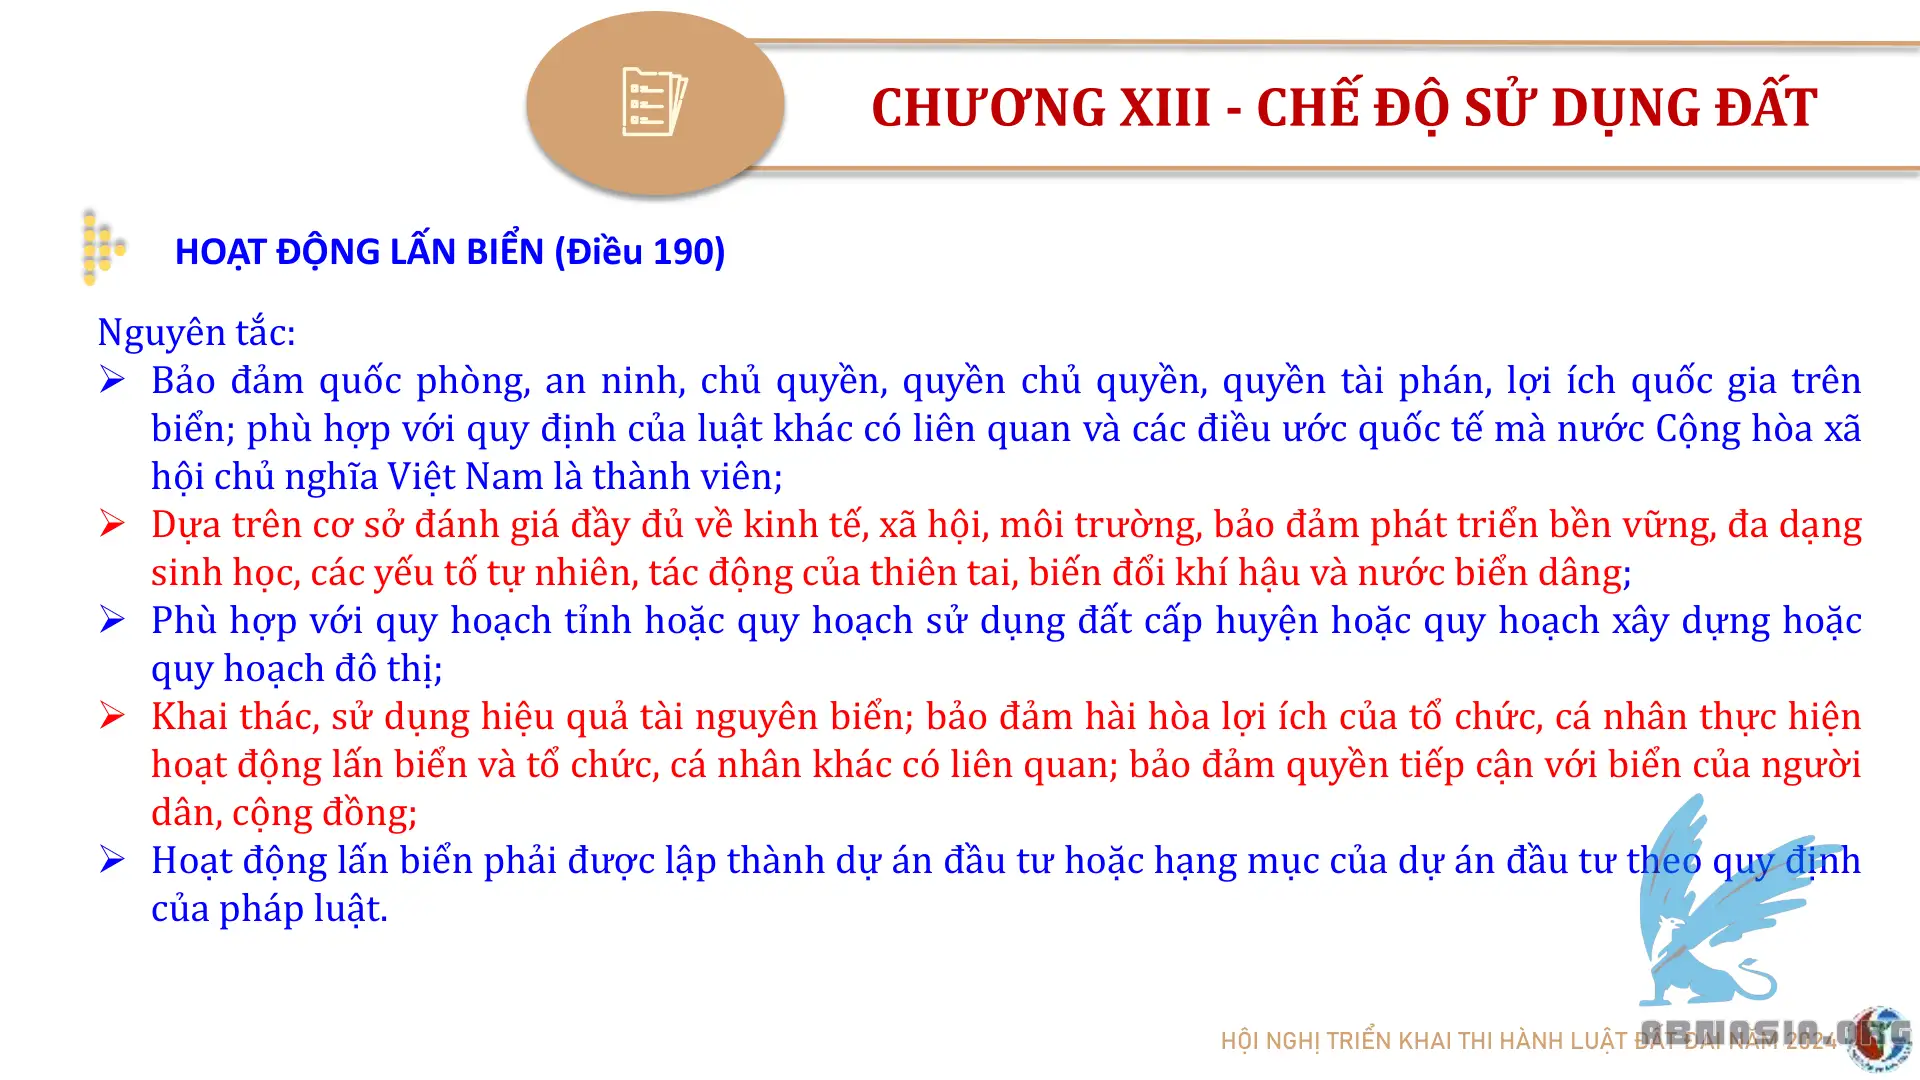 CHƯƠNG XIII - CHẾ ĐỘ SỬ DỤNG ĐẤT
HOẠT ĐỘNG LẤN BIỂN (Điều 190)
Nguyên tắc:
Bảo đảm quốc phòng, an ninh, chủ quyền, quyền chủ quyền, quyền tài phán, lợi ích quốc gia trên
biển; phù hợp với quy định của luật khác có liên quan và các điều ước quốc tế mà nước Cộng hòa xã
hội chủ nghĩa Việt Nam là thành viên;
Dựa trên cơ sở đánh giá đầy đủ về kinh tế, xã hội, môi trường, bảo đảm phát triển bền vững, đa dạng
sinh học, các yếu tố tự nhiên, tác động của thiên tai, biến đổi khí hậu và nước biển dâng;
Phù hợp với quy hoạch tỉnh hoặc quy hoạch sử dụng đất cấp huyện hoặc quy hoạch xây dựng hoặc
quy hoạch đô thị;
Khai thác, sử dụng hiệu quả tài nguyên biển; bảo đảm hài hòa lợi ích của tổ chức, cá nhân thực hiện
hoạt động lấn biển và tổ chức, cá nhân khác có liên quan; bảo đảm quyền tiếp cận với biển của người
dân, cộng đồng;
Hoạt động lấn biển phải được lập thành dự án đầu tư hoặc hạng mục của dự án đầu tư theo quy định
của pháp luật.
HỘI NGHỊ TRIỂN KHAI THI HÀNH LUẬT ĐẤT ĐAI NĂM 2024
ABMASIA.ORG